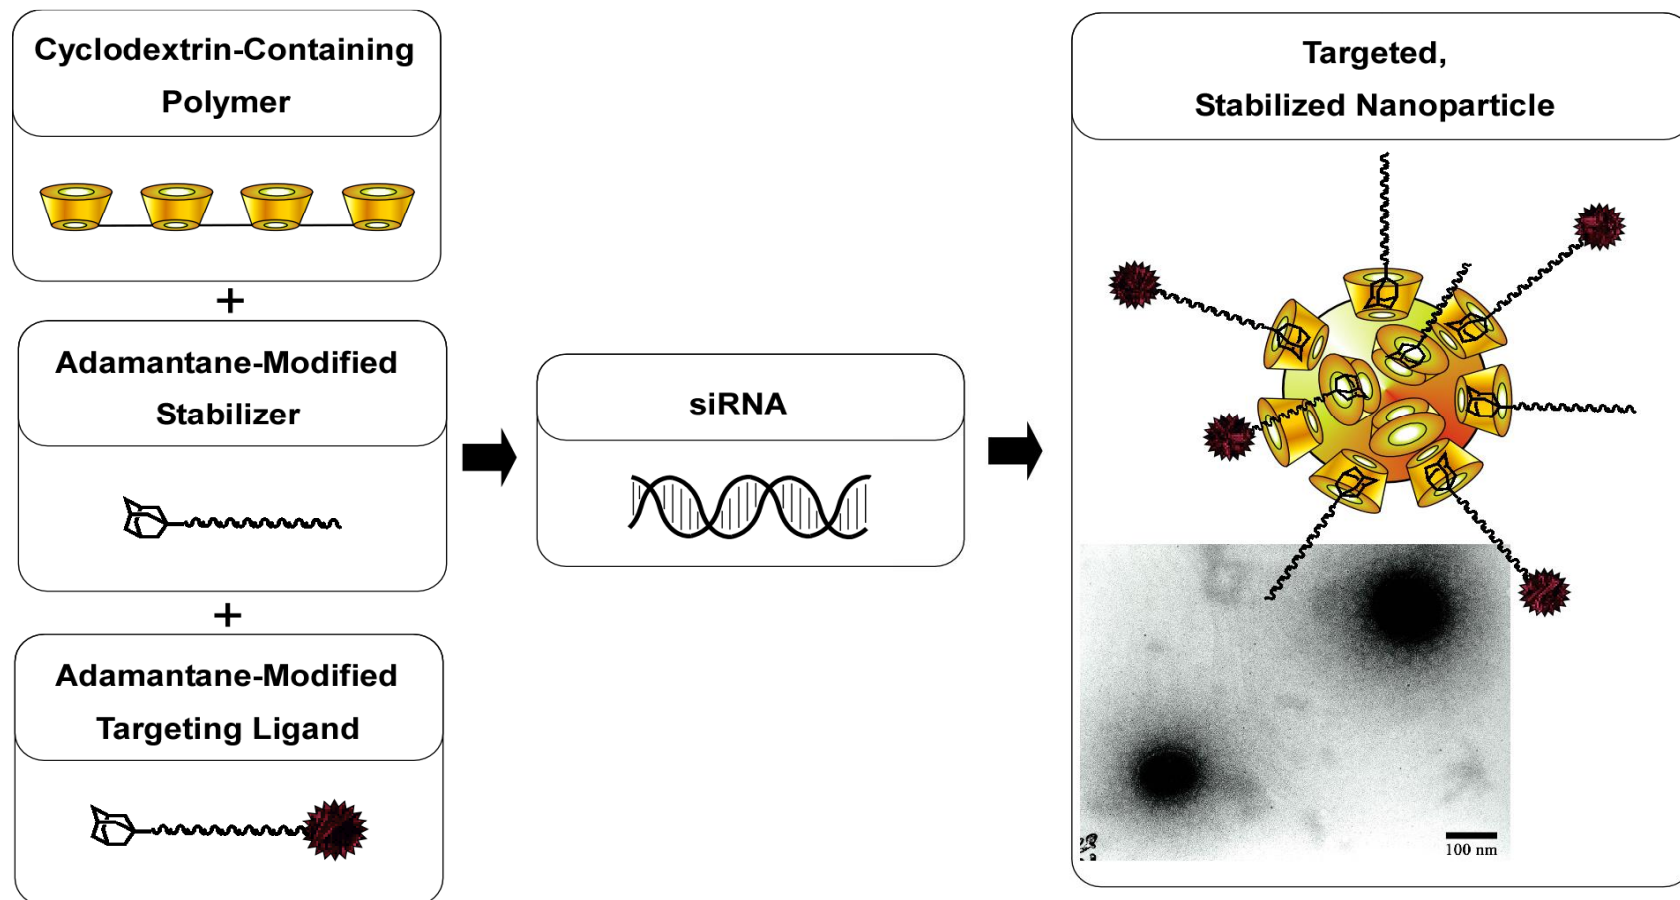 Cyclodextrin-Containing
Polymer
+
Adamantane-Modified
Stabilizer
+
Adamantane-Modified
Targeting Ligand
siRNA
Targeted,
Stabilized Nanoparticle
100 nm